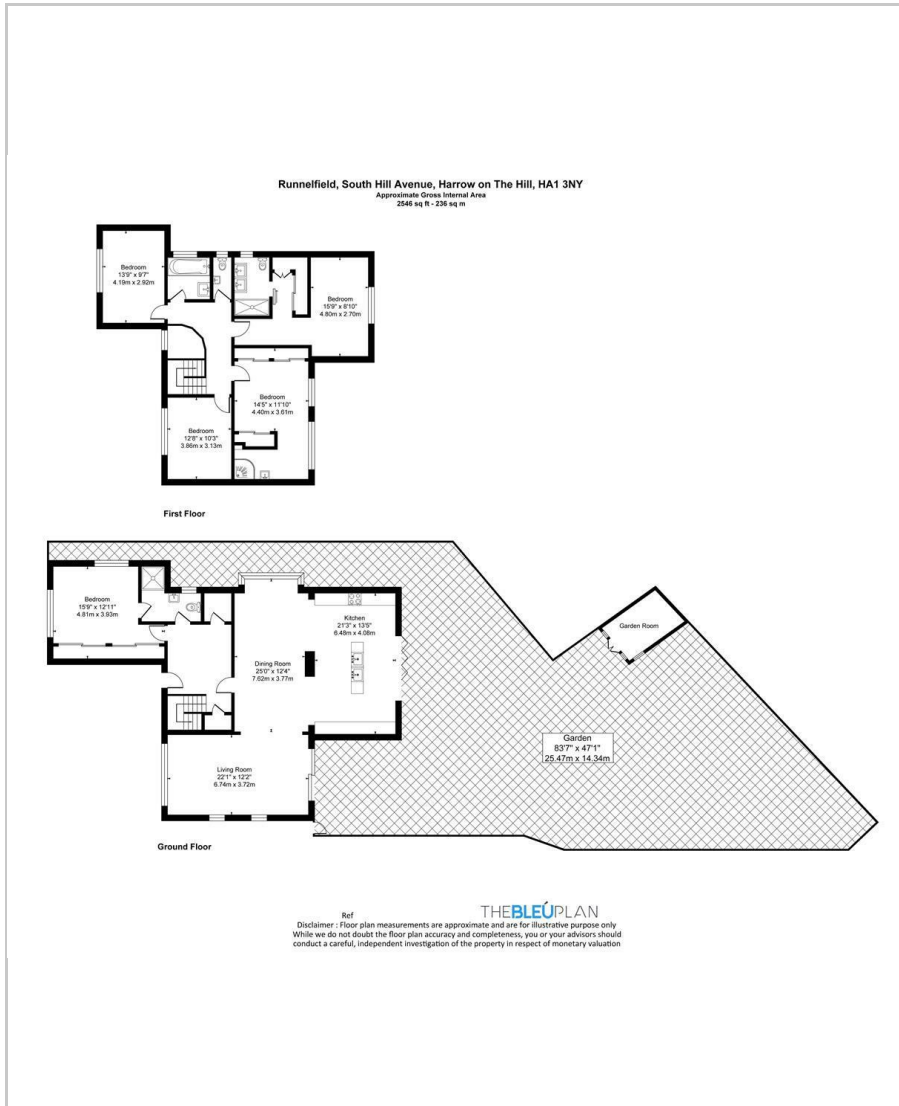 Runnelfield, South Hill Avenue, Harrow on The Hill, HA1 3NY
Approximate Gross Internal Area
2546 sq ft - 236 sq m
Bedroom
13'9" x 9'7"
4.19m x 2.92m
Bedroom
15'9" x 8'10"
4.80m x 2.70m
Bedroom
14'5" x 11'10"
4.40m x 3.61m
Bedroom
12'8" x 10'3"
3.86m x 3.13m
First Floor
Bedroom
15'9" x 12'11"
4.81m x 3.93m
Kitchen
21'3" x 13'5"
6.48m x 4.08m
Garden Room
Dining Room
25'0" x 12'4"
7.62m x 3.77m
Garden
83'7" x 47'1"
25.47m x 14.34m
Living Room
22'1" x 12'2"
6.74m x 3.72m
Ground Floor
Ref
THEBLEÚPLAN
Disclaimer : Floor plan measurements are approximate and are for illustrative purpose only
While we do not doubt the floor plan accuracy and completeness, you or your advisors should
conduct a careful, independent investigation of the property in respect of monetary valuation